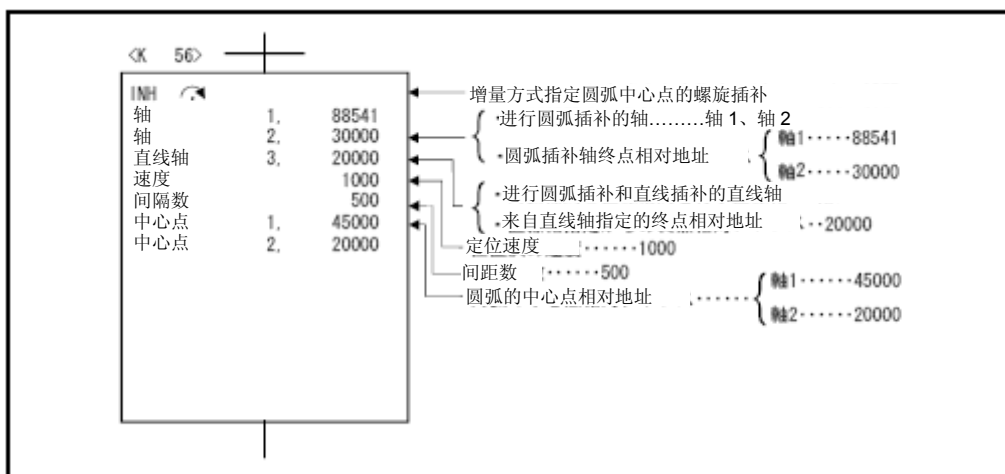 <K 56>
INH
轴 1, 88541
轴 2, 30000
直线轴 3, 20000
速度 1000
间隔数 500
中心点 1, 45000
中心点 2, 20000
增量方式指定圆弧中心点的螺旋插补
·进行圆弧插补的轴………轴 1、轴 2
·圆弧插补轴终点相对地址
軸1·····88541
軸2·····30000
·进行圆弧插补和直线插补的直线轴
·来自直线轴指定的终点相对地址 ··20000
定位速度 ······1000
间距数 ······500
圆弧的中心点相对地址 ······
軸1······45000
軸2······20000